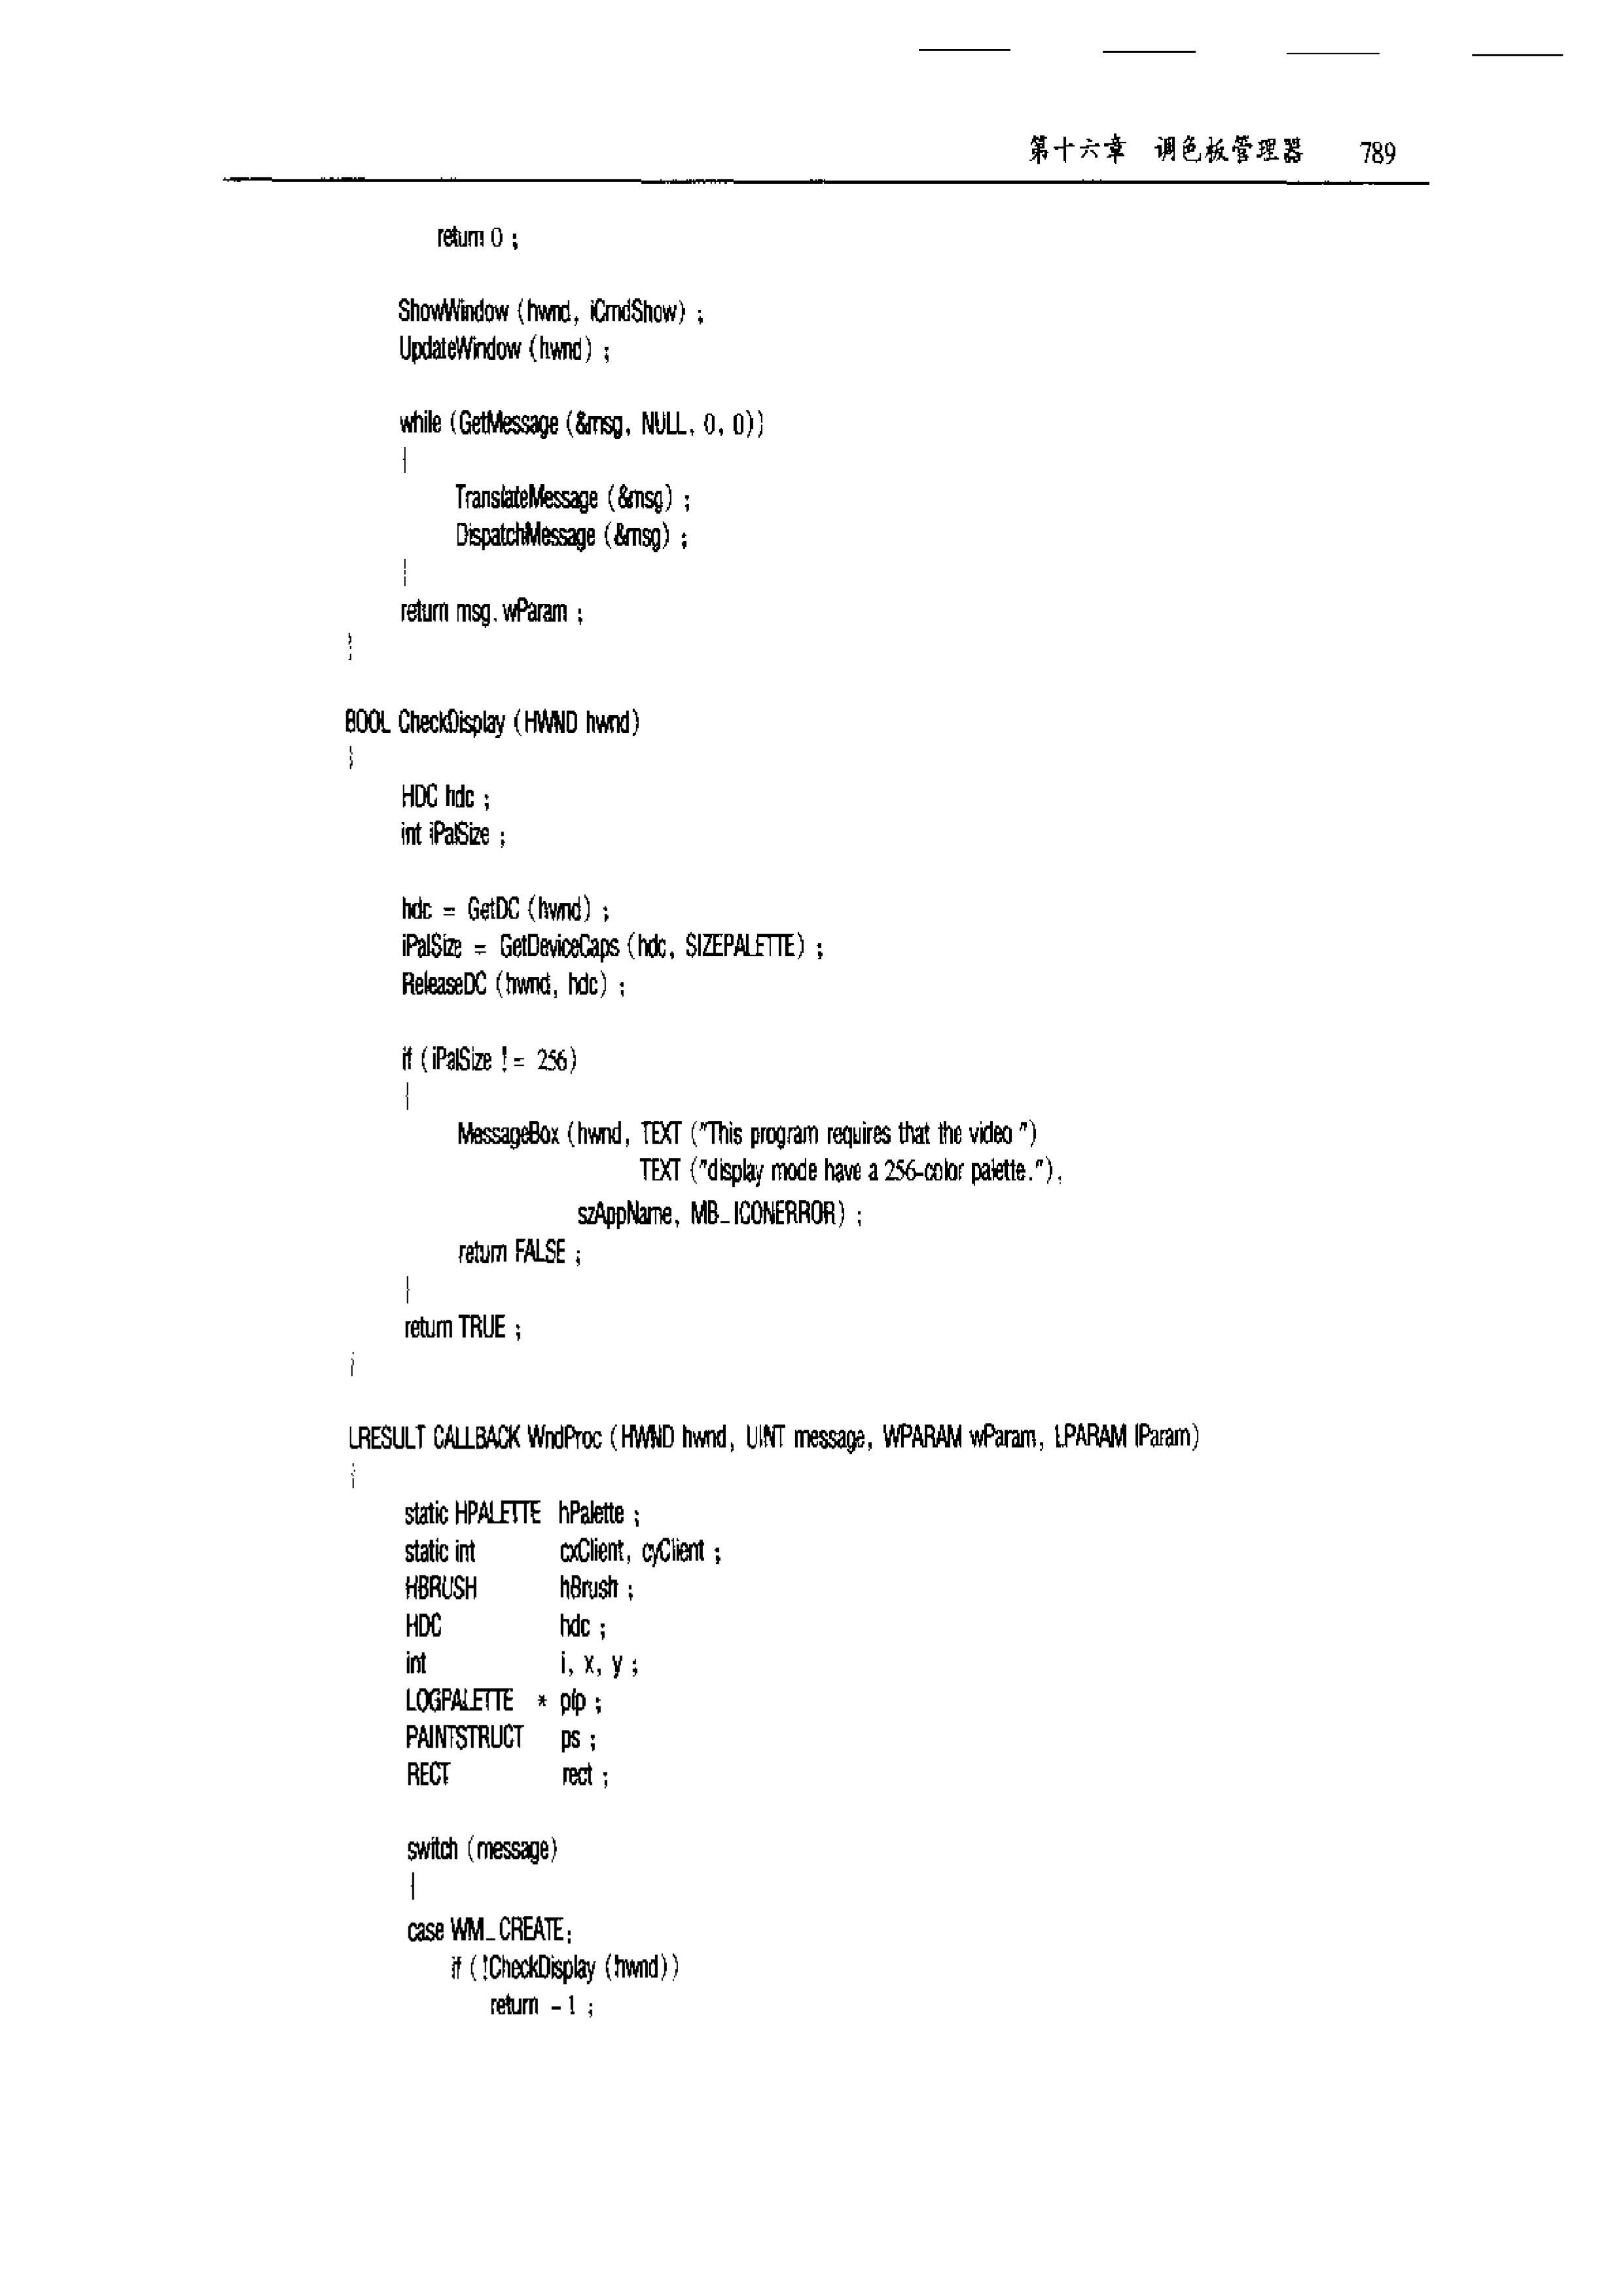 第十六章 调色板管理器 789
return 0 ;
ShowWindow (hwnd, iCmdShow) ;
UpdateWindow (hwnd) ;
while (GetMessage (&msg, NULL, 0, 0))
{
TranslateMessage (&msg) ;
DispatchMessage (&msg) ;
}
return msg.wParam ;
}
BOOL CheckDisplay (HWND hwnd)
{
HDC hdc ;
int iPalSize ;
hdc = GetDC (hwnd) ;
iPalSize = GetDeviceCaps (hdc, SIZEPALETTE) ;
ReleaseDC (hwnd, hdc) ;
if (iPalSize != 256)
{
MessageBox (hwnd, TEXT ("This program requires that the video ")
TEXT ("display mode have a 256-color palette."),
szAppName, MB_ICONERROR) ;
return FALSE ;
}
return TRUE ;
}
LRESULT CALLBACK WndProc (HWND hwnd, UINT message, WPARAM wParam, LPARAM lParam)
{
static HPALETTE hPalette ;
static int cxClient, cyClient ;
HBRUSH hBrush ;
HDC hdc ;
int i, x, y ;
LOGPALETTE * plp ;
PAINTSTRUCT ps ;
RECT rect ;
switch (message)
{
case WM_CREATE:
if (!CheckDisplay (hwnd))
return -1 ;